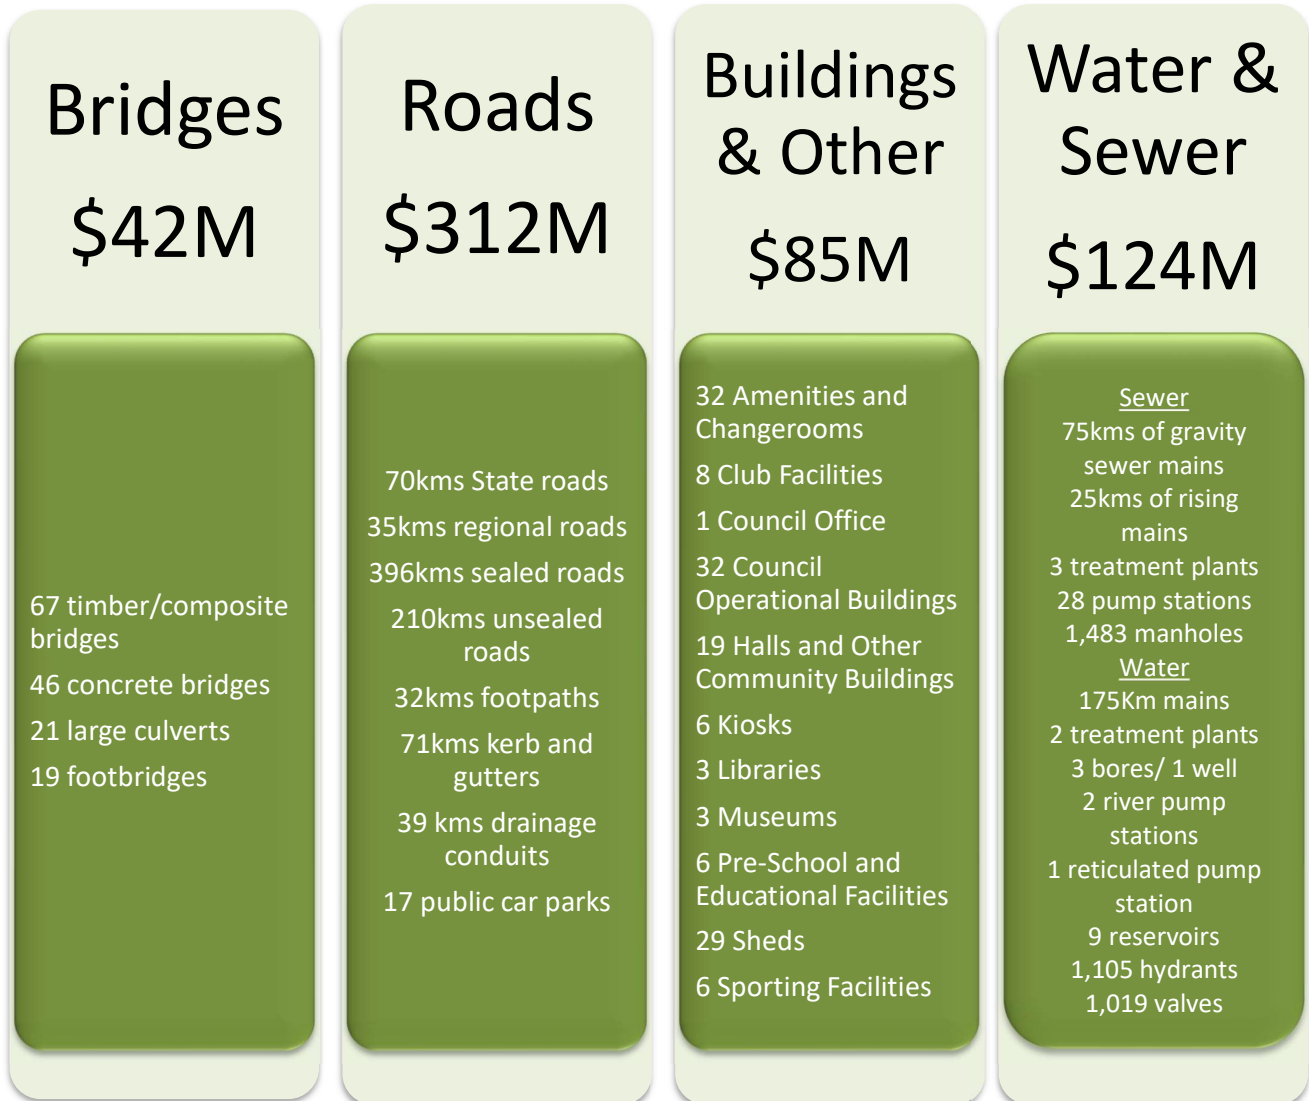 Bridges
$42M
67 timber/composite
bridges
46 concrete bridges
21 large culverts
19 footbridges
Roads
$312M
70kms State roads
35kms regional roads
396kms sealed roads
210kms unsealed
roads
32kms footpaths
71kms kerb and
gutters
39 kms drainage
conduits
17 public car parks
Buildings
& Other
$85M
32 Amenities and
Changerooms
8 Club Facilities
1 Council Office
32 Council
Operational Buildings
19 Halls and Other
Community Buildings
6 Kiosks
3 Libraries
3 Museums
6 Pre-School and
Educational Facilities
29 Sheds
6 Sporting Facilities
Water &
Sewer
$124M
Sewer
75kms of gravity
sewer mains
25kms of rising
mains
3 treatment plants
28 pump stations
1,483 manholes
Water
175Km mains
2 treatment plants
3 bores/ 1 well
2 river pump
stations
1 reticulated pump
station
9 reservoirs
1,105 hydrants
1,019 valves